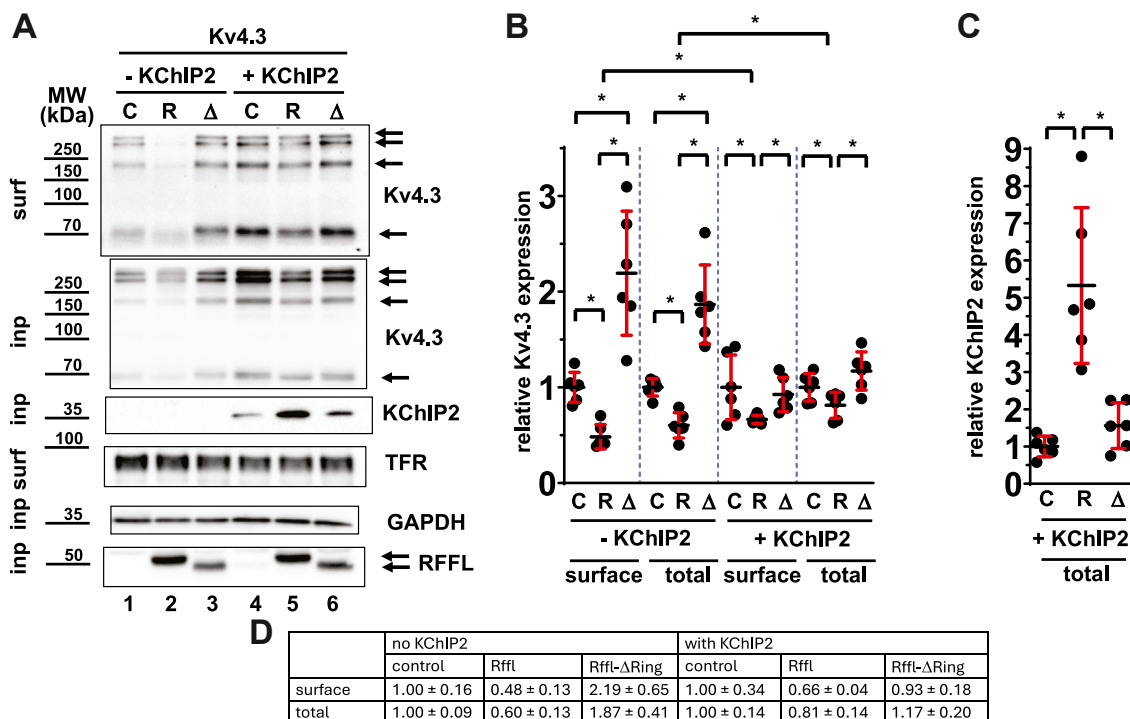 A
Kv4.3
- KChIP2 + KChIP2
MW
(kDa)
C R Δ C R Δ
250
150
100
70
surf
Kv4.3
250
150
100
70
inp
Kv4.3
35
inp
KChIP2
100
surf
TFR
35
inp
GAPDH
50
inp
RFFL
1 2 3 4 5 6
B
relative Kv4.3 expression
3
2
1
0
* * * * * * * * * * * *
C R Δ C R Δ C R Δ C R Δ
- KChIP2 + KChIP2
surface total surface total
C
relative KChIP2 expression
9
8
7
6
5
4
3
2
1
0
* *
C R Δ
+ KChIP2
total
D
no KChIP2 with KChIP2
control Rffl Rffl-ΔRing control Rffl Rffl-ΔRing
surface 1.00 ± 0.16 0.48 ± 0.13 2.19 ± 0.65 1.00 ± 0.34 0.66 ± 0.04 0.93 ± 0.18
total 1.00 ± 0.09 0.60 ± 0.13 1.87 ± 0.41 1.00 ± 0.14 0.81 ± 0.14 1.17 ± 0.20